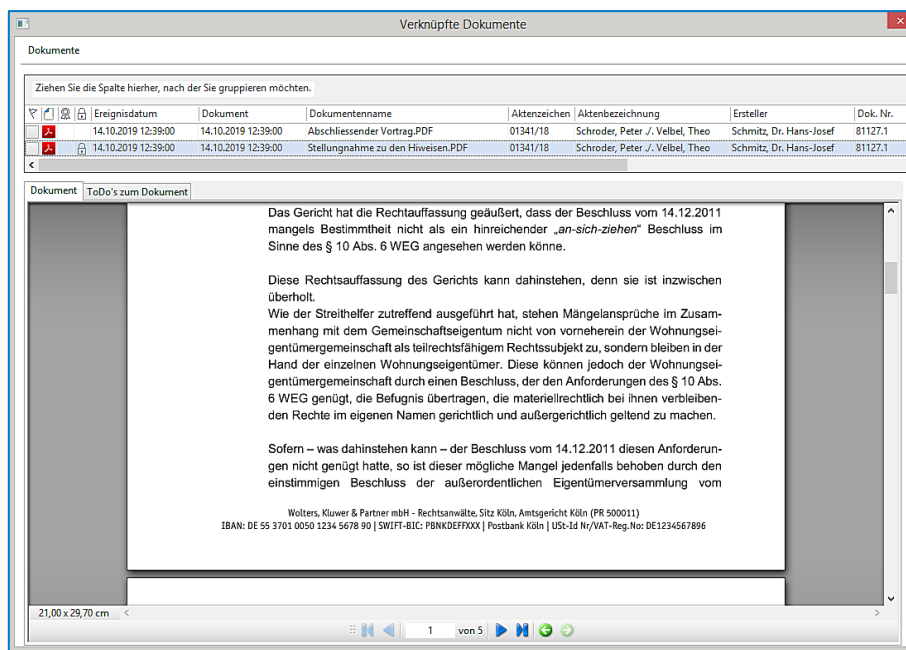 Verknüpfte Dokumente
Dokumente
Ziehen Sie die Spalte hierher, nach der Sie gruppieren möchten.
Ereignisdatum Dokument Dokumentenname Aktenzeichen Aktenbezeichnung Ersteller Dok. Nr.
14.10.2019 12:39:00 14.10.2019 12:39:00 Abschliessender Vortrag.PDF 01341/18 Schroder, Peter ./. Velbel, Theo Schmitz, Dr. Hans-Josef 81127.1
14.10.2019 12:39:00 14.10.2019 12:39:00 Stellungnahme zu den Hiweisen.PDF 01341/18 Schroder, Peter ./. Velbel, Theo Schmitz, Dr. Hans-Josef 81127.1
Dokument ToDo's zum Dokument
Das Gericht hat die Rechtauffassung geäußert, dass der Beschluss vom 14.12.2011
mangels Bestimmtheit nicht als ein hinreichender „an-sich-ziehen“ Beschluss im
Sinne des § 10 Abs. 6 WEG angesehen werden könne.
Diese Rechtsauffassung des Gerichts kann dahinstehen, denn sie ist inzwischen
überholt.
Wie der Streithelfer zutreffend ausgeführt hat, stehen Mängelansprüche im Zusam-
menhang mit dem Gemeinschaftseigentum nicht von vorneherein der Wohnungsei-
gentümergemeinschaft als teilrechtsfähigem Rechtssubjekt zu, sondern bleiben in der
Hand der einzelnen Wohnungseigentümer. Diese können jedoch der Wohnungsei-
gentümergemeinschaft durch einen Beschluss, der den Anforderungen des § 10 Abs.
6 WEG genügt, die Befugnis übertragen, die materiellrechtlich bei ihnen verbleiben-
den Rechte im eigenen Namen gerichtlich und außergerichtlich geltend zu machen.
Sofern – was dahinstehen kann – der Beschluss vom 14.12.2011 diesen Anforderun-
gen nicht genügt hatte, so ist dieser mögliche Mangel jedenfalls behoben durch den
einstimmigen Beschluss der außerordentlichen Eigentümerversammlung vom
Wolters, Kluwer & Partner mbH - Rechtsanwälte, Sitz Köln, Amtsgericht Köln (PR 500011)
IBAN: DE 55 3701 0050 1234 5678 90 | SWIFT-BIC: PBNKDEFFXXX | Postbank Köln | USt-Id Nr/VAT-Reg.No: DE1234567896
21,00 x 29,70 cm
1 von 5